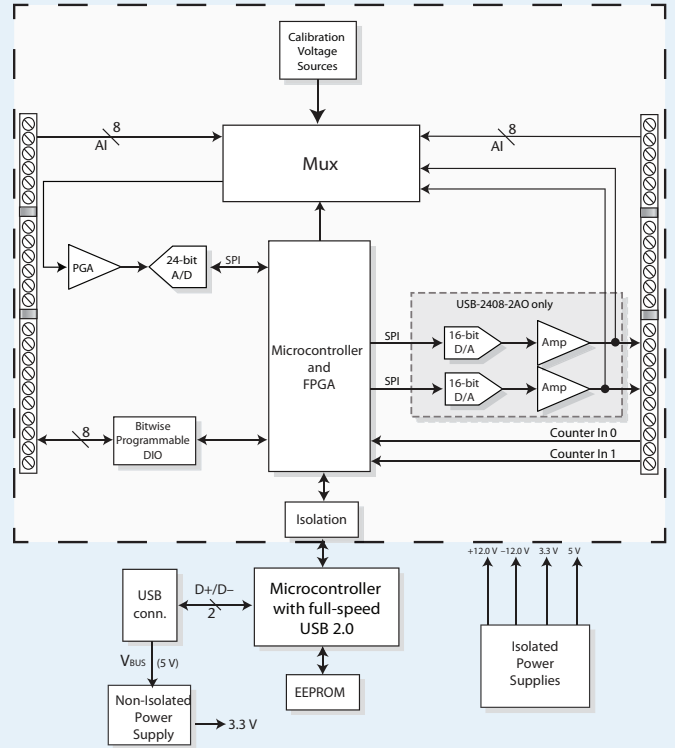 Calibration
Voltage
Sources
8
AI
Mux
8
AI
PGA
24-bit
A/D
SPI
Microcontroller
and
FPGA
USB-2408-2AO only
SPI
16-bit
D/A
Amp
SPI
16-bit
D/A
Amp
8
Bitwise
Programmable
DIO
Counter In 0
Counter In 1
Isolation
USB
conn.
D+/D–
2
Microcontroller
with full-speed
USB 2.0
+12.0 V –12.0 V 3.3 V 5 V
Isolated
Power
Supplies
VBUS (5 V)
EEPROM
Non-Isolated
Power
Supply
3.3 V